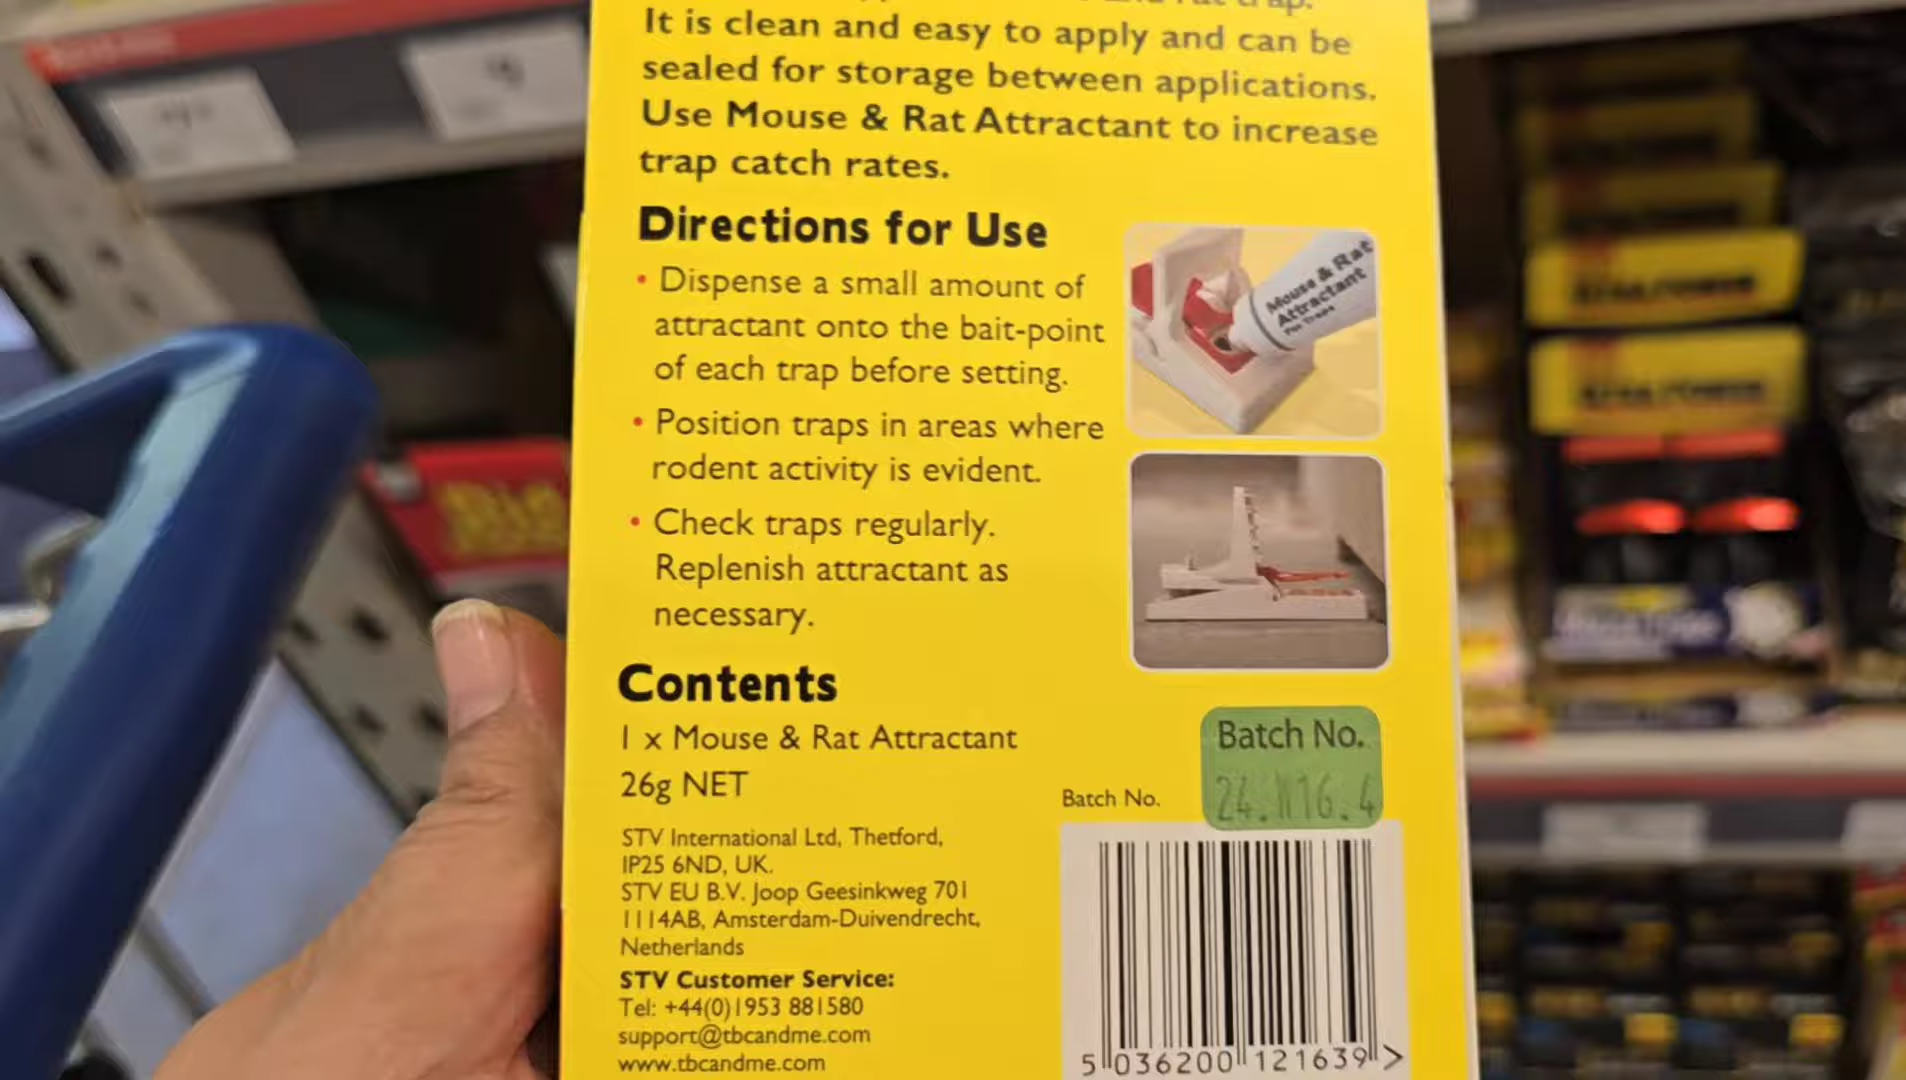 rat trap.
It is clean and easy to apply and can be
sealed for storage between applications.
Use Mouse & Rat Attractant to increase
trap catch rates.
Directions for Use
• Dispense a small amount of
attractant onto the bait-point
of each trap before setting.
• Position traps in areas where
rodent activity is evident.
• Check traps regularly.
Replenish attractant as
necessary.
Mouse & Rat
Attractant
For Traps
Contents
1 x Mouse & Rat Attractant
26g NET
Batch No.
Batch No.
STV International Ltd, Thetford,
IP25 6ND, UK.
STV EU B.V. Joop Geesinkweg 701
1114AB, Amsterdam-Duivendrecht,
Netherlands
STV Customer Service:
Tel: +44(0)1953 881580
support@tbcandme.com
www.tbcandme.com
5 036200 121639 >